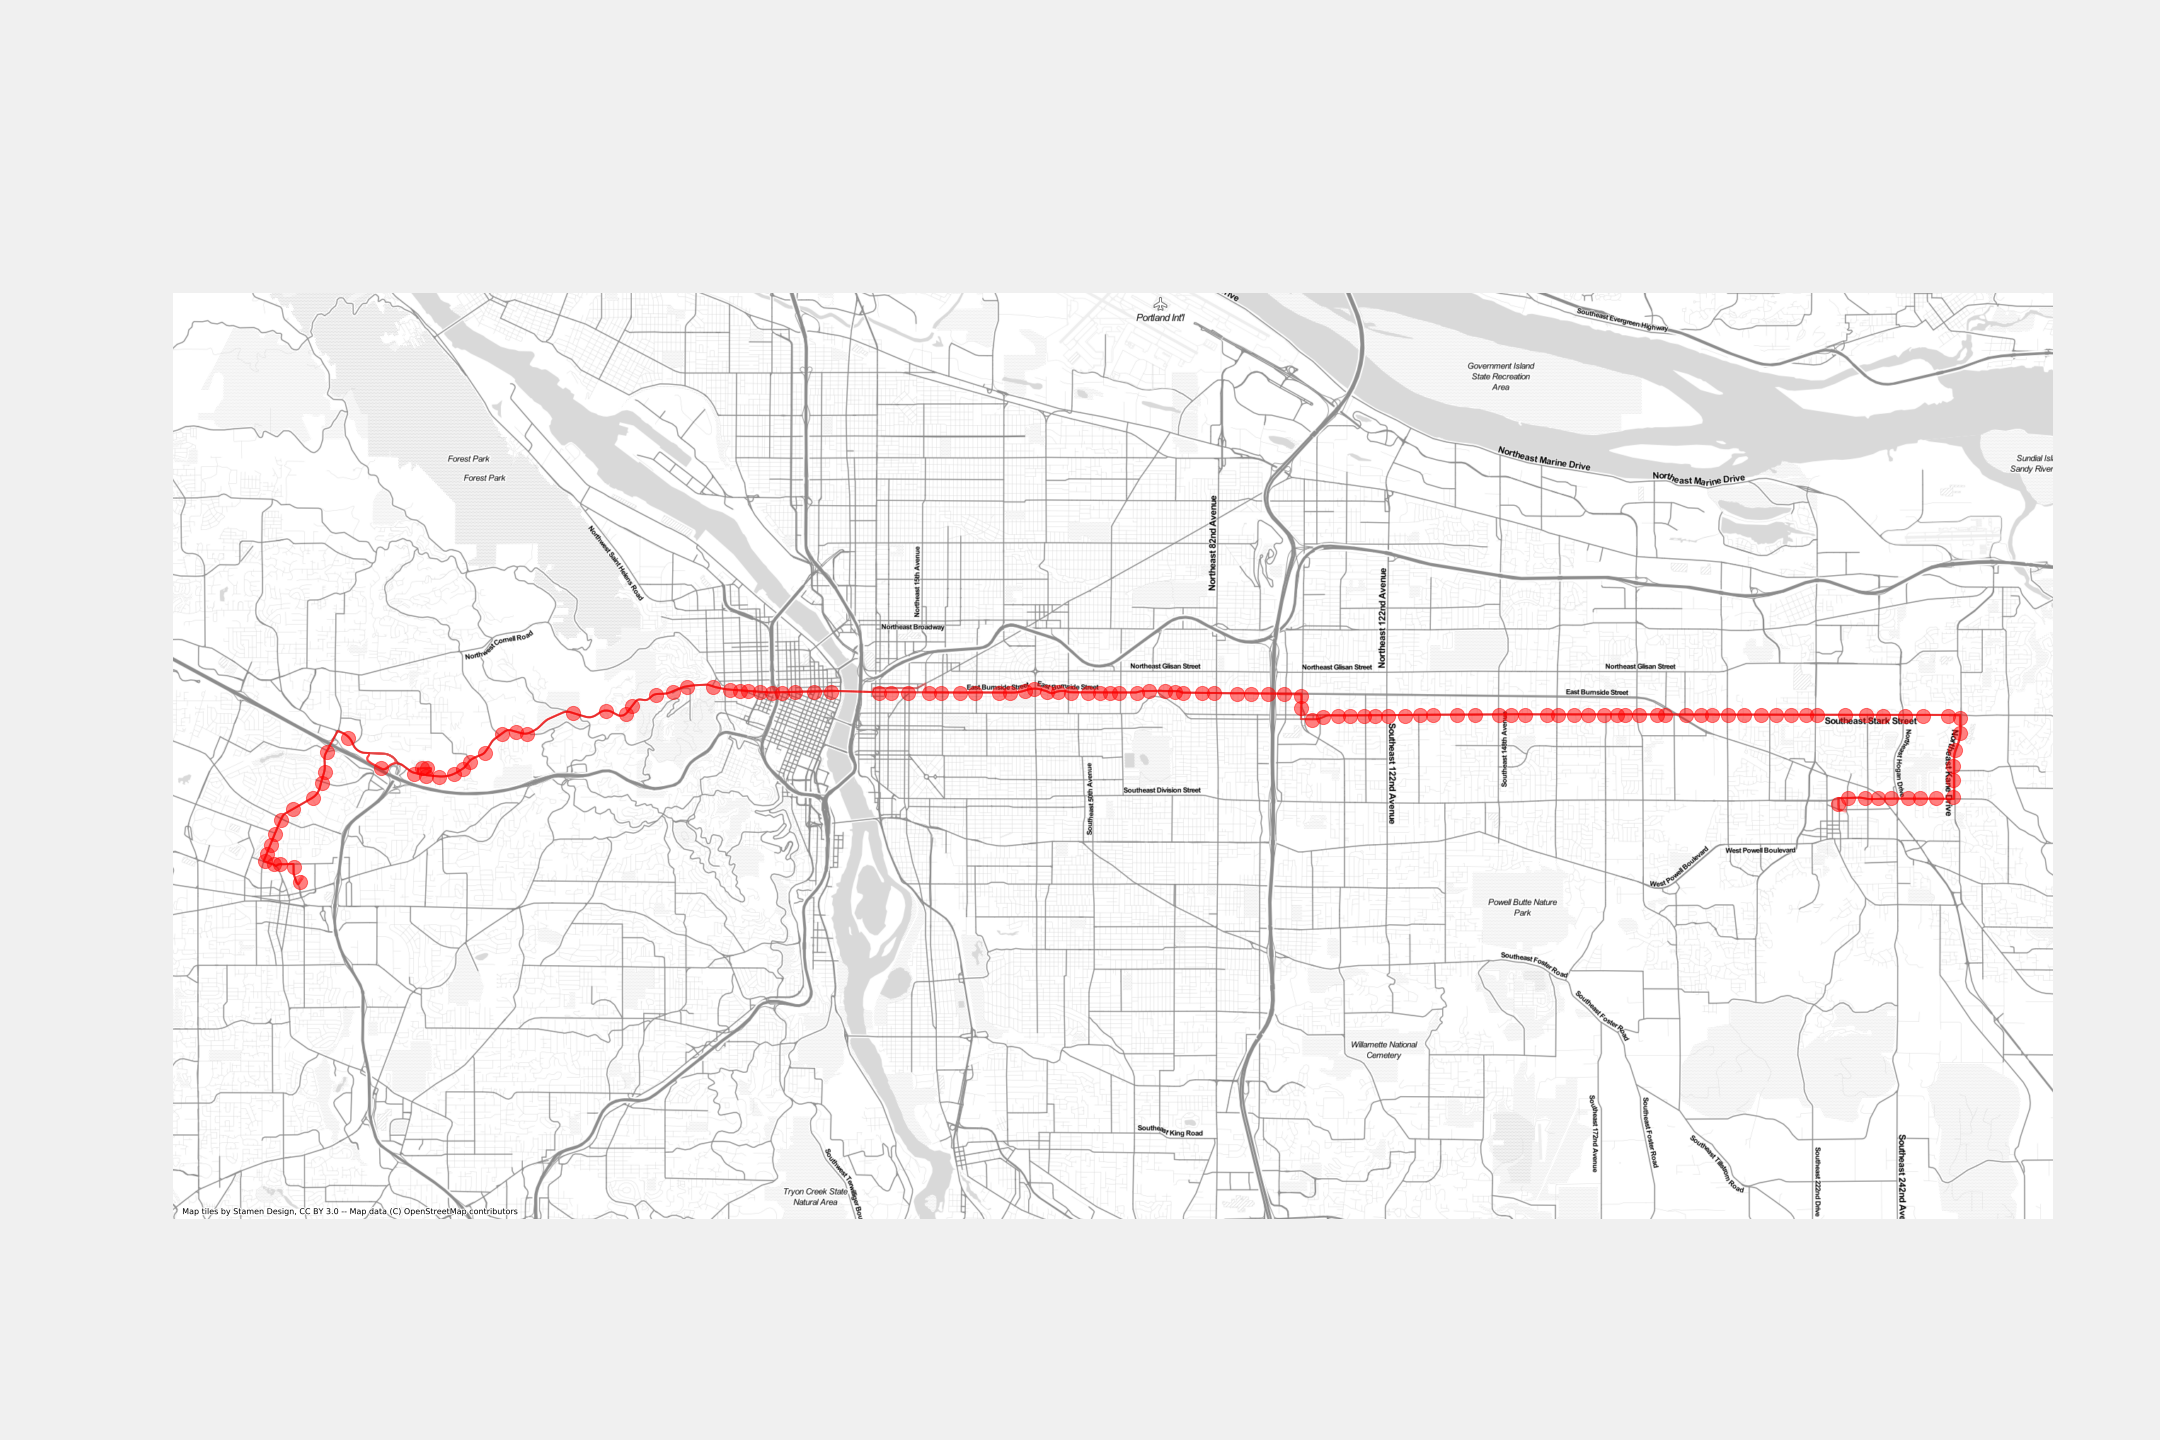 rive
Southeast Evergreen Highway
Portland Int'l
Government Island
State Recreation
Area
Forest Park
Forest Park
Northeast Marine Drive
Northeast Marine Drive
Sundial Isl
Sandy River
Northwest Saint Helens Road
Northeast 15th Avenue
Northeast 82nd Avenue
Northeast 122nd Avenue
Northeast Broadway
Northwest Cornell Road
Northeast Glisan Street
Northeast Glisan Street
Northeast Glisan Street
East Burnside Street
East Burnside Street
East Burnside Street
Southeast Stark Street
Southeast 122nd Avenue
Southeast 148th Avenue
Northeast Hogan Drive
Northeast Kane Drive
Southeast 50th Avenue
Southeast Division Street
West Powell Boulevard
West Powell Boulevard
Powell Butte Nature
Park
Southeast Foster Road
Southeast Foster Road
Willamette National
Cemetery
Southeast King Road
Southeast 172nd Avenue
Southeast Foster Road
Southeast Tillstrom Road
Southeast 222nd Drive
Southeast 242nd Ave
Southwest Terwilliger Bou
Tryon Creek State
Natural Area
Map tiles by Stamen Design, CC BY 3.0 -- Map data (C) OpenStreetMap contributors